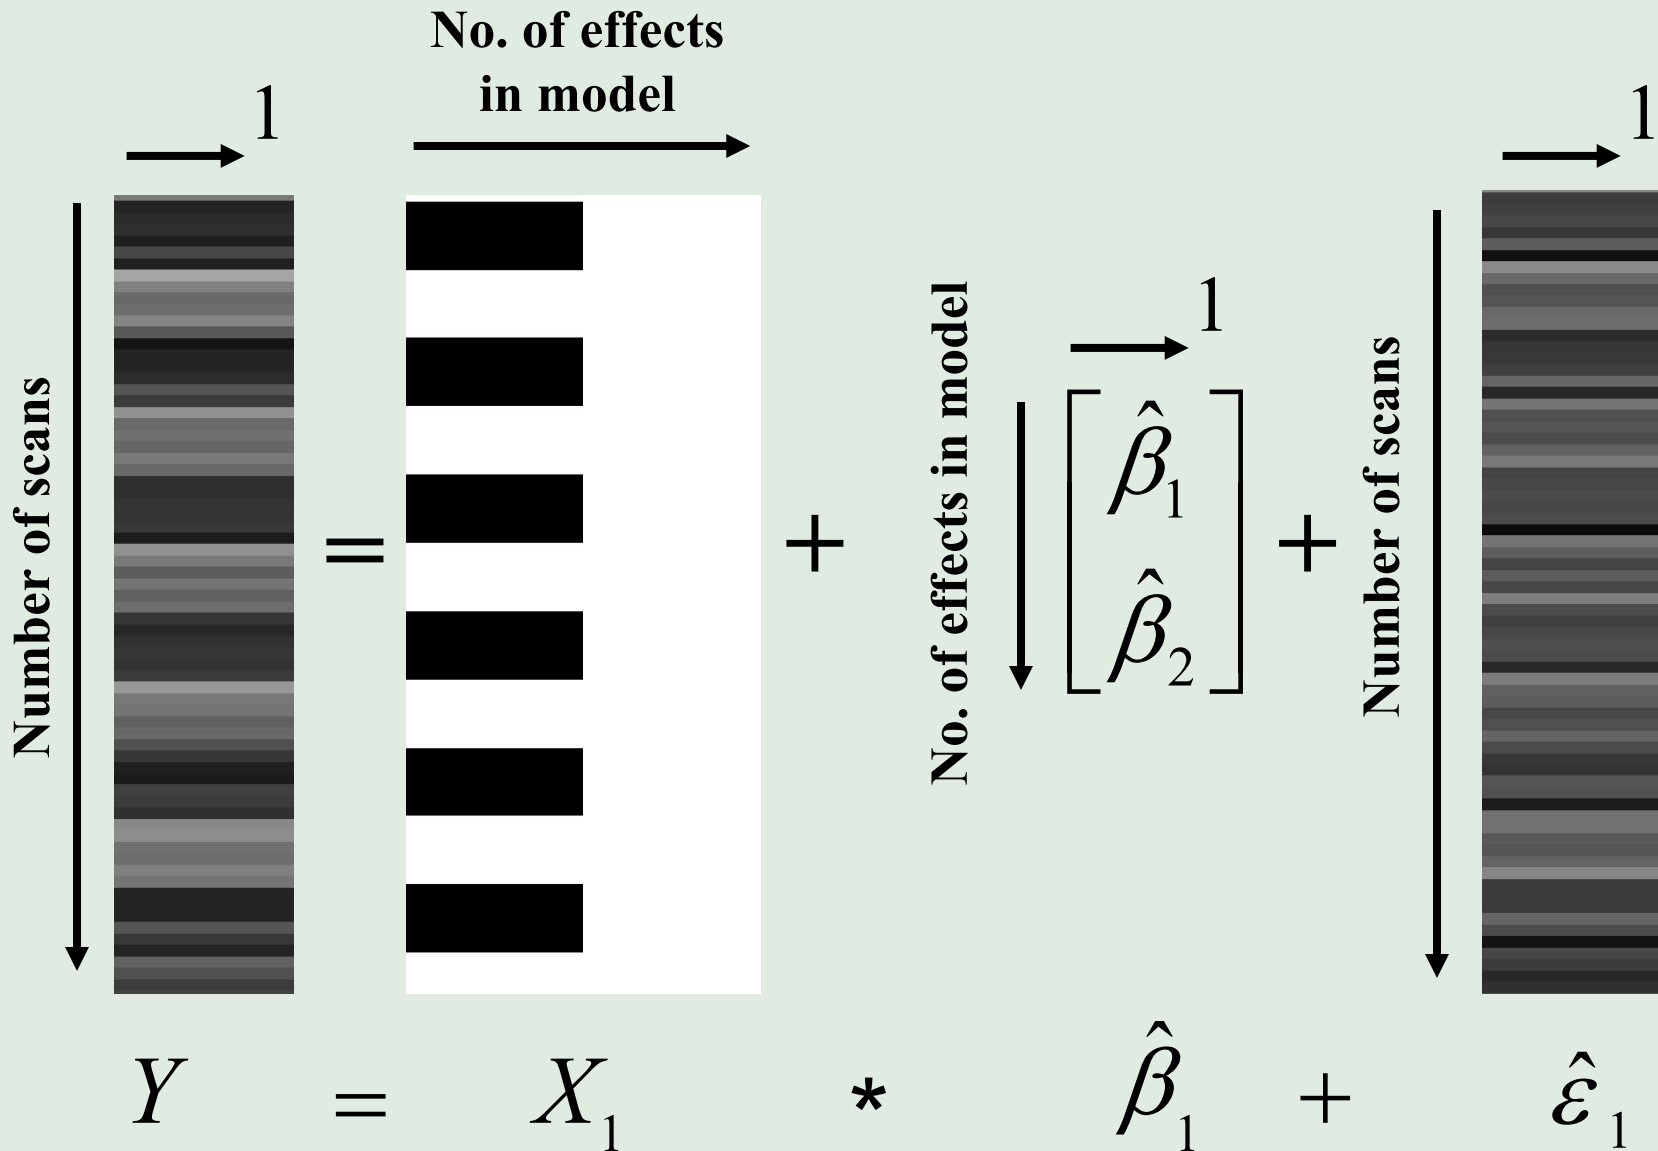 No. of effects
in model
1
1
1
Number of scans
=
+
No. of effects in model
β̂₁
β̂₂
+
Number of scans
Y = X₁ * β̂₁ + ε̂₁